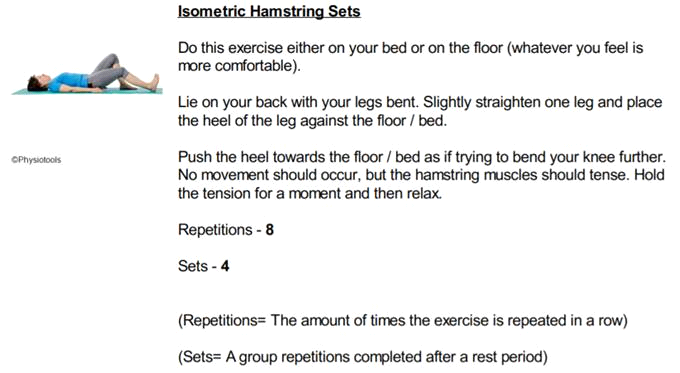 Isometric Hamstring Sets
Do this exercise either on your bed or on the floor (whatever you feel is
more comfortable).
Lie on your back with your legs bent. Slightly straighten one leg and place
the heel of the leg against the floor / bed.
©Physiotools
Push the heel towards the floor / bed as if trying to bend your knee further.
No movement should occur, but the hamstring muscles should tense. Hold
the tension for a moment and then relax.
Repetitions - 8
Sets - 4
(Repetitions= The amount of times the exercise is repeated in a row)
(Sets= A group repetitions completed after a rest period)